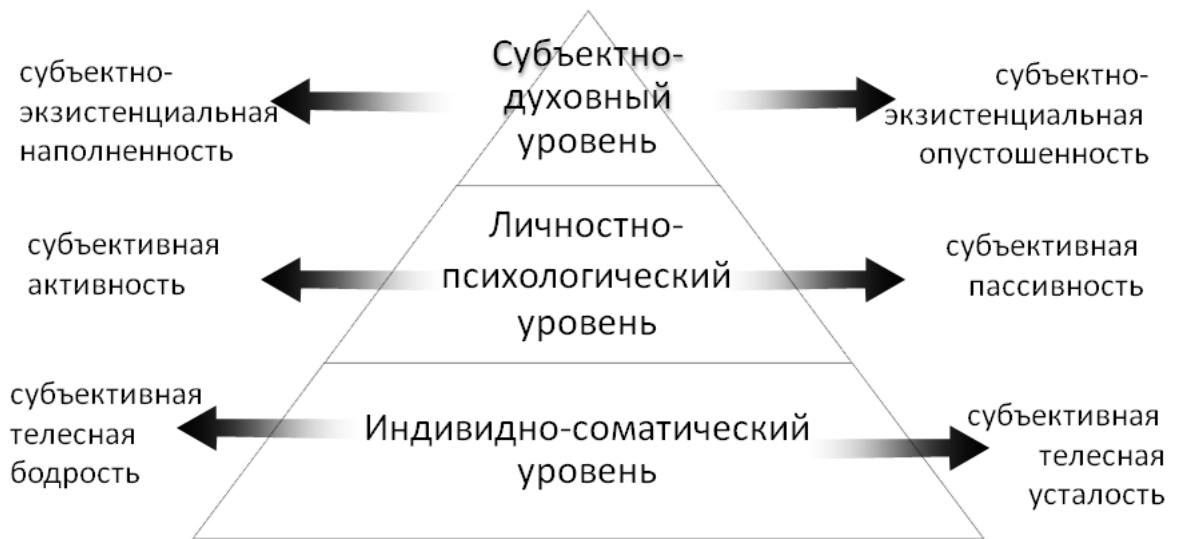 субъектно-
экзистенциальная
наполненность
Субъектно-
духовный
уровень
субъектно-
экзистенциальная
опустошенность
субъективная
активность
Личностно-
психологический
уровень
субъективная
пассивность
субъективная
телесная
бодрость
Индивидно-соматический
уровень
субъективная
телесная
усталость